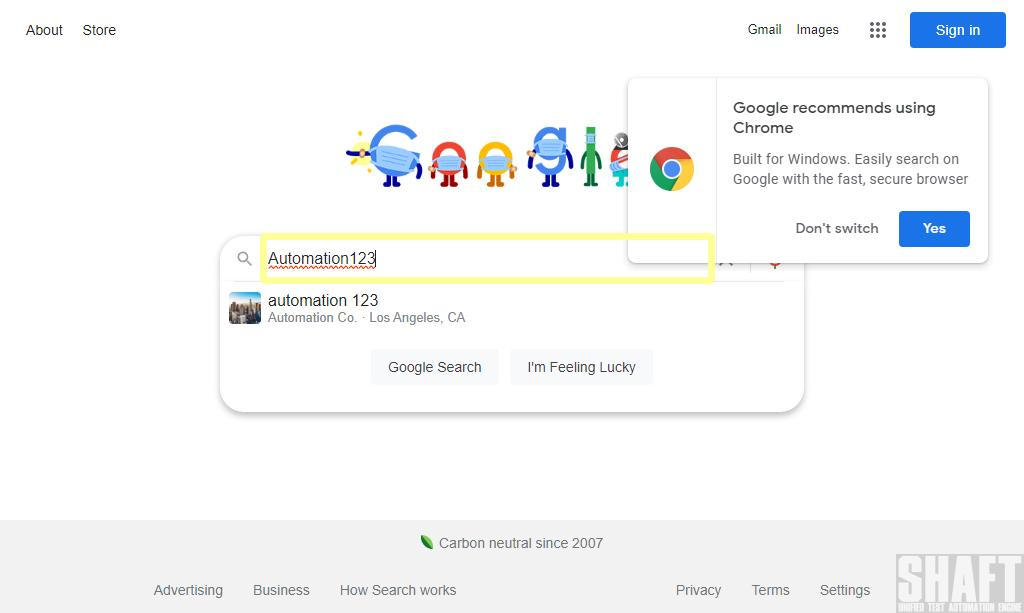 About Store
Gmail Images
Sign in
Google
Google recommends using
Chrome
Built for Windows. Easily search on
Google with the fast, secure browser
Don't switch
Yes
Automation123
automation 123
Automation Co. · Los Angeles, CA
Google Search
I'm Feeling Lucky
Carbon neutral since 2007
Advertising Business How Search works
Privacy Terms Settings
SHAFT
UNIFIED TEST AUTOMATION ENGINE